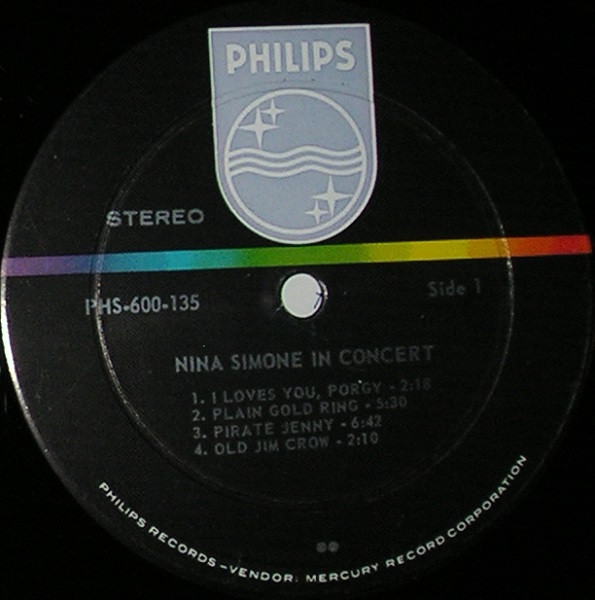 PHILIPS
STEREO
PHS-600-135
Side 1
NINA SIMONE IN CONCERT
1. I LOVES YOU, PORGY - 2:18
2. PLAIN GOLD RING - 5:30
3. PIRATE JENNY - 6:42
4. OLD JIM CROW - 2:10
PHILIPS RECORDS - VENDOR: MERCURY RECORD CORPORATION